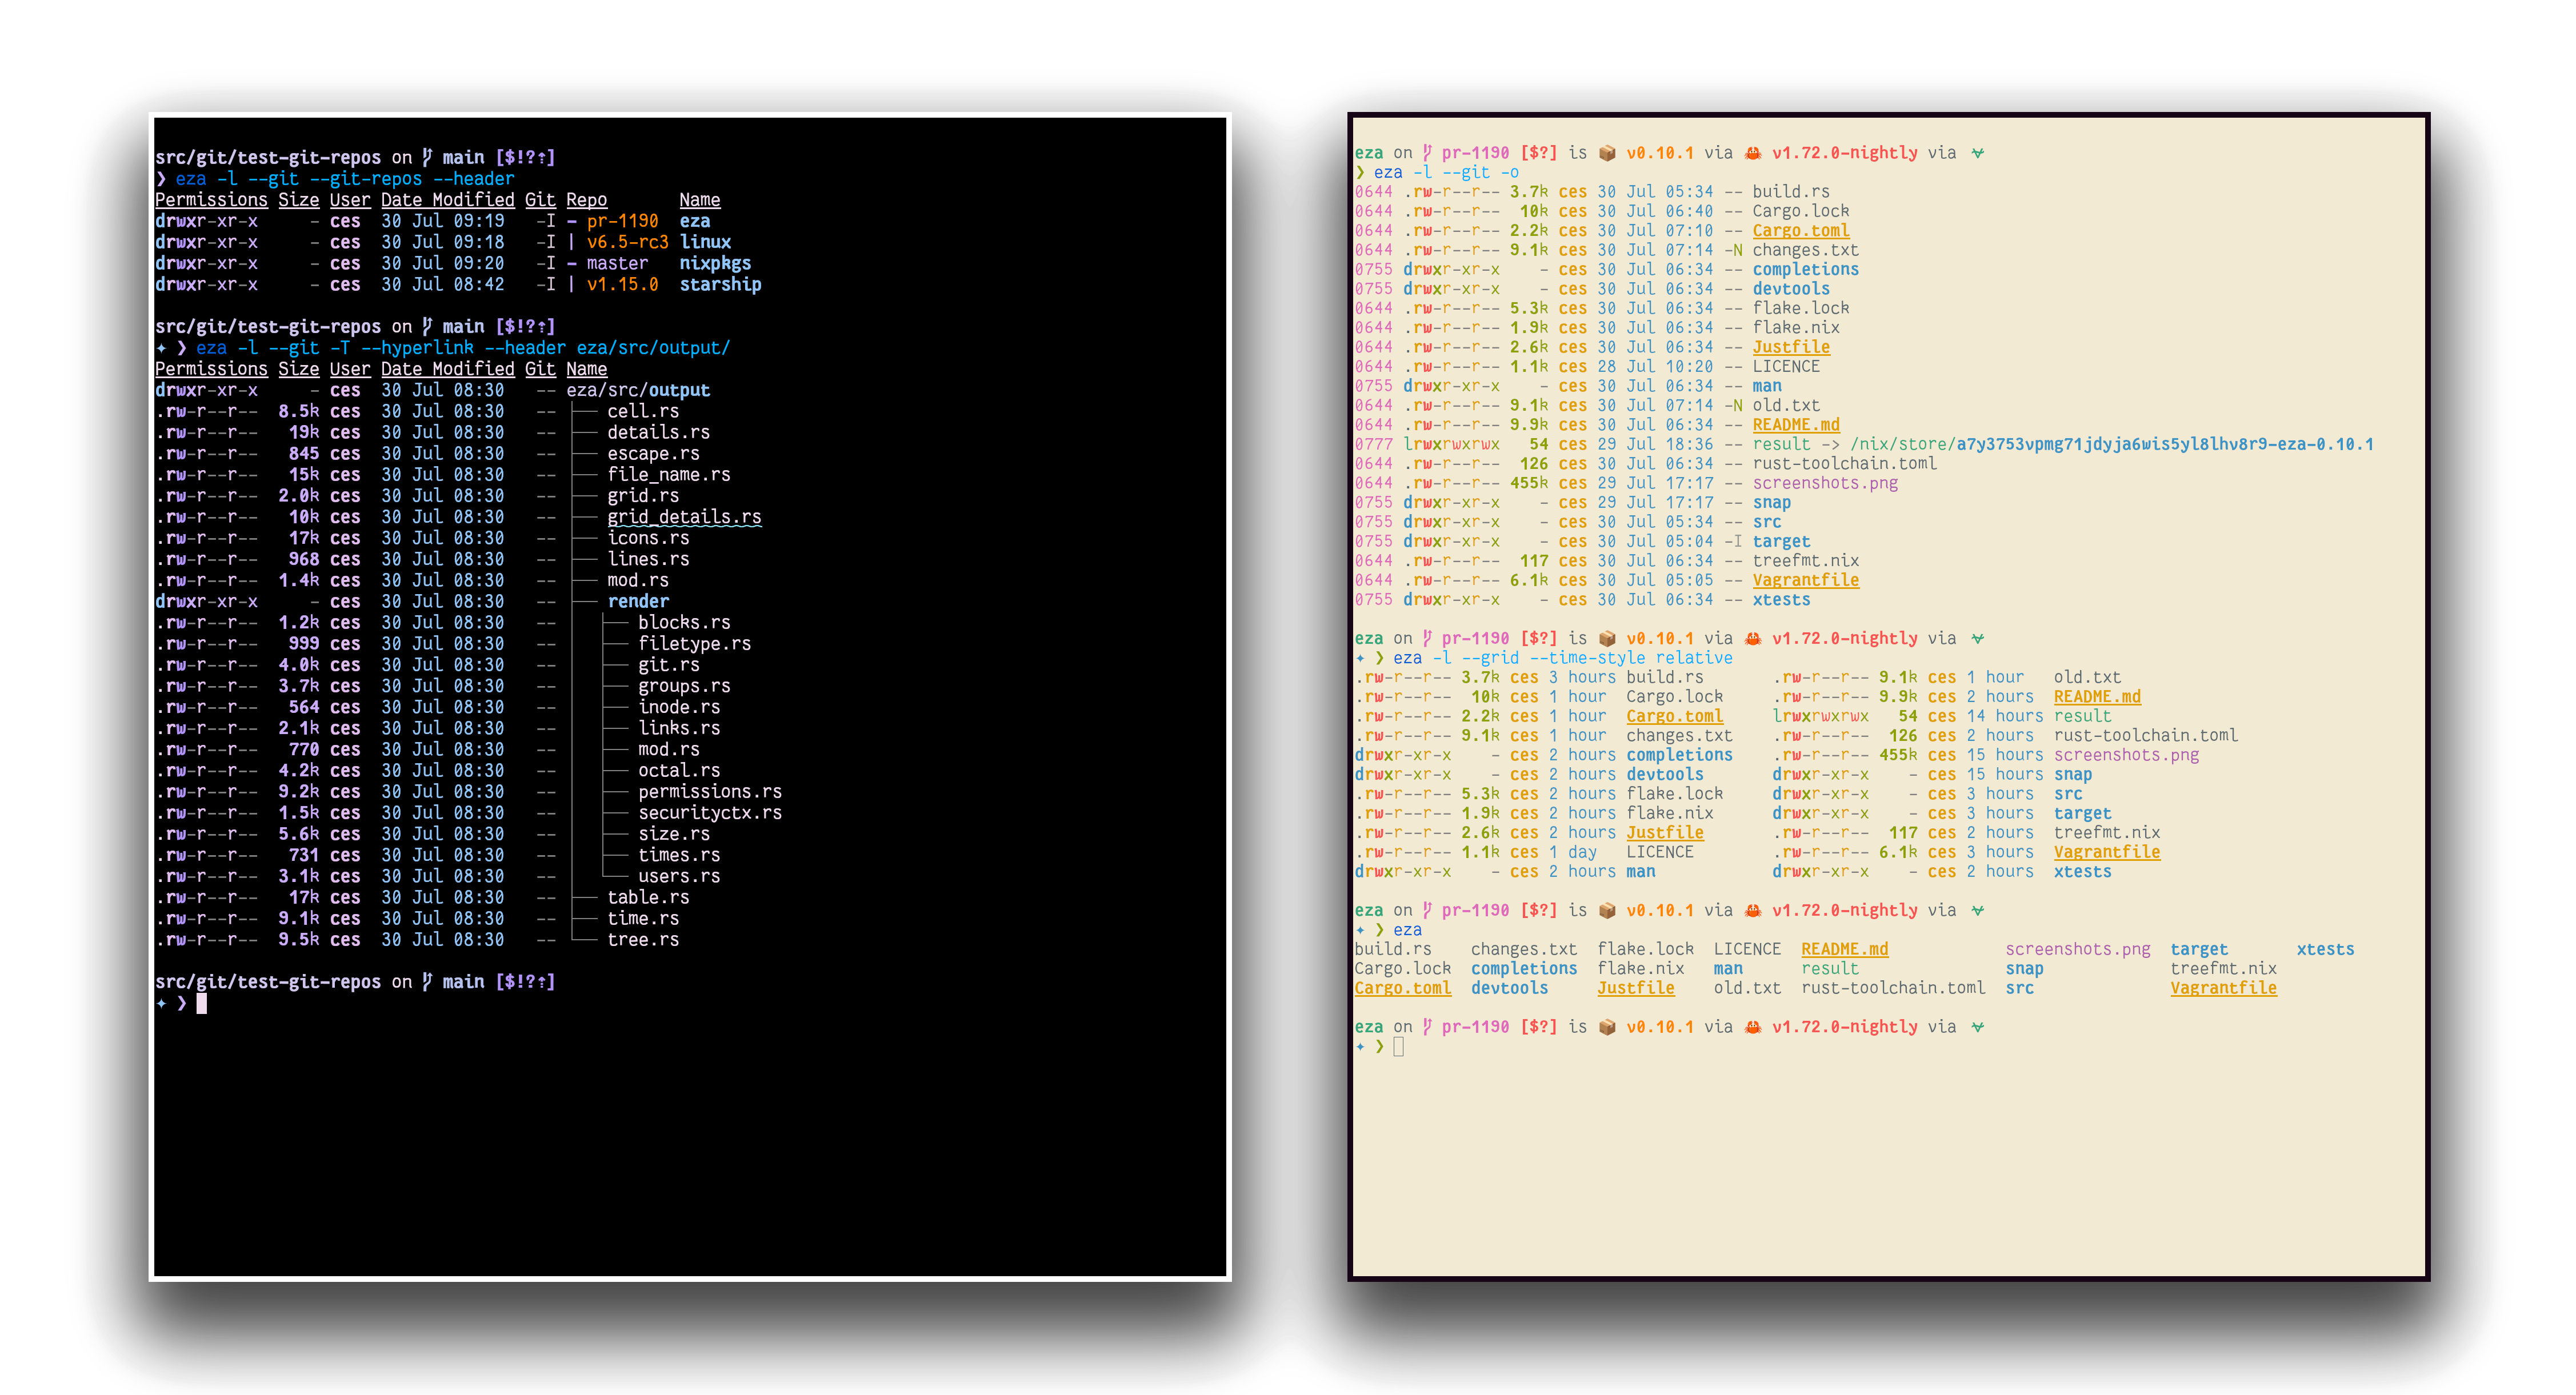 src/git/test-git-repos on main [$!?⇡]
❯ eza -l --git --git-repos --header
Permissions Size User Date Modified Git Repo Name
drwxr-xr-x - ces 30 Jul 09:19 -I - pr-1190 eza
drwxr-xr-x - ces 30 Jul 09:18 -I | v6.5-rc3 linux
drwxr-xr-x - ces 30 Jul 09:20 -I - master nixpkgs
drwxr-xr-x - ces 30 Jul 08:42 -I | v1.15.0 starship
src/git/test-git-repos on main [$!?⇡]
✦ ❯ eza -l --git -T --hyperlink --header eza/src/output/
Permissions Size User Date Modified Git Name
drwxr-xr-x - ces 30 Jul 08:30 -- eza/src/output
.rw-r--r-- 8.5k ces 30 Jul 08:30 -- ├── cell.rs
.rw-r--r-- 19k ces 30 Jul 08:30 -- ├── details.rs
.rw-r--r-- 845 ces 30 Jul 08:30 -- ├── escape.rs
.rw-r--r-- 15k ces 30 Jul 08:30 -- ├── file_name.rs
.rw-r--r-- 2.0k ces 30 Jul 08:30 -- ├── grid.rs
.rw-r--r-- 10k ces 30 Jul 08:30 -- ├── grid_details.rs
.rw-r--r-- 17k ces 30 Jul 08:30 -- ├── icons.rs
.rw-r--r-- 968 ces 30 Jul 08:30 -- ├── lines.rs
.rw-r--r-- 1.4k ces 30 Jul 08:30 -- ├── mod.rs
drwxr-xr-x - ces 30 Jul 08:30 -- ├── render
.rw-r--r-- 1.2k ces 30 Jul 08:30 -- │ ├── blocks.rs
.rw-r--r-- 999 ces 30 Jul 08:30 -- │ ├── filetype.rs
.rw-r--r-- 4.0k ces 30 Jul 08:30 -- │ ├── git.rs
.rw-r--r-- 3.7k ces 30 Jul 08:30 -- │ ├── groups.rs
.rw-r--r-- 564 ces 30 Jul 08:30 -- │ ├── inode.rs
.rw-r--r-- 2.1k ces 30 Jul 08:30 -- │ ├── links.rs
.rw-r--r-- 770 ces 30 Jul 08:30 -- │ ├── mod.rs
.rw-r--r-- 4.2k ces 30 Jul 08:30 -- │ ├── octal.rs
.rw-r--r-- 9.2k ces 30 Jul 08:30 -- │ ├── permissions.rs
.rw-r--r-- 1.5k ces 30 Jul 08:30 -- │ ├── securityctx.rs
.rw-r--r-- 5.6k ces 30 Jul 08:30 -- │ ├── size.rs
.rw-r--r-- 731 ces 30 Jul 08:30 -- │ ├── times.rs
.rw-r--r-- 3.1k ces 30 Jul 08:30 -- │ └── users.rs
.rw-r--r-- 17k ces 30 Jul 08:30 -- ├── table.rs
.rw-r--r-- 9.1k ces 30 Jul 08:30 -- ├── time.rs
.rw-r--r-- 9.5k ces 30 Jul 08:30 -- └── tree.rs
src/git/test-git-repos on main [$!?⇡]
✦ ❯
eza on pr-1190 [$?] is 📦 v0.10.1 via 🦀 v1.72.0-nightly via
❯ eza -l --git -o
0644 .rw-r--r-- 3.7k ces 30 Jul 05:34 -- build.rs
0644 .rw-r--r-- 10k ces 30 Jul 06:40 -- Cargo.lock
0644 .rw-r--r-- 2.2k ces 30 Jul 07:10 -- Cargo.toml
0644 .rw-r--r-- 9.1k ces 30 Jul 07:14 -N changes.txt
0755 drwxr-xr-x - ces 30 Jul 06:34 -- completions
0755 drwxr-xr-x - ces 30 Jul 06:34 -- devtools
0644 .rw-r--r-- 5.3k ces 30 Jul 06:34 -- flake.lock
0644 .rw-r--r-- 1.9k ces 30 Jul 06:34 -- flake.nix
0644 .rw-r--r-- 2.6k ces 30 Jul 06:34 -- Justfile
0644 .rw-r--r-- 1.1k ces 28 Jul 10:20 -- LICENCE
0755 drwxr-xr-x - ces 30 Jul 06:34 -- man
0644 .rw-r--r-- 9.1k ces 30 Jul 07:14 -N old.txt
0644 .rw-r--r-- 9.9k ces 30 Jul 06:34 -- README.md
0777 lrwxrwxrwx 54 ces 29 Jul 18:36 -- result -> /nix/store/a7y3753vpmg71jdyja6wis5yl8lhv8r9-eza-0.10.1
0644 .rw-r--r-- 126 ces 30 Jul 06:34 -- rust-toolchain.toml
0644 .rw-r--r-- 455k ces 29 Jul 17:17 -- screenshots.png
0755 drwxr-xr-x - ces 29 Jul 17:17 -- snap
0755 drwxr-xr-x - ces 30 Jul 05:34 -- src
0755 drwxr-xr-x - ces 30 Jul 05:04 -I target
0644 .rw-r--r-- 117 ces 30 Jul 06:34 -- treefmt.nix
0644 .rw-r--r-- 6.1k ces 30 Jul 05:05 -- Vagrantfile
0755 drwxr-xr-x - ces 30 Jul 06:34 -- xtests
eza on pr-1190 [$?] is 📦 v0.10.1 via 🦀 v1.72.0-nightly via
✦ ❯ eza -l --grid --time-style relative
.rw-r--r-- 3.7k ces 3 hours build.rs .rw-r--r-- 9.1k ces 1 hour old.txt
.rw-r--r-- 10k ces 1 hour Cargo.lock .rw-r--r-- 9.9k ces 2 hours README.md
.rw-r--r-- 2.2k ces 1 hour Cargo.toml lrwxrwxrwx 54 ces 14 hours result
.rw-r--r-- 9.1k ces 1 hour changes.txt .rw-r--r-- 126 ces 2 hours rust-toolchain.toml
drwxr-xr-x - ces 2 hours completions .rw-r--r-- 455k ces 15 hours screenshots.png
drwxr-xr-x - ces 2 hours devtools drwxr-xr-x - ces 15 hours snap
.rw-r--r-- 5.3k ces 2 hours flake.lock drwxr-xr-x - ces 3 hours src
.rw-r--r-- 1.9k ces 2 hours flake.nix drwxr-xr-x - ces 3 hours target
.rw-r--r-- 2.6k ces 2 hours Justfile .rw-r--r-- 117 ces 2 hours treefmt.nix
.rw-r--r-- 1.1k ces 1 day LICENCE .rw-r--r-- 6.1k ces 3 hours Vagrantfile
drwxr-xr-x - ces 2 hours man drwxr-xr-x - ces 2 hours xtests
eza on pr-1190 [$?] is 📦 v0.10.1 via 🦀 v1.72.0-nightly via
✦ ❯ eza
build.rs changes.txt flake.lock LICENCE README.md screenshots.png target xtests
Cargo.lock completions flake.nix man result snap treefmt.nix
Cargo.toml devtools Justfile old.txt rust-toolchain.toml src Vagrantfile
eza on pr-1190 [$?] is 📦 v0.10.1 via 🦀 v1.72.0-nightly via
✦ ❯